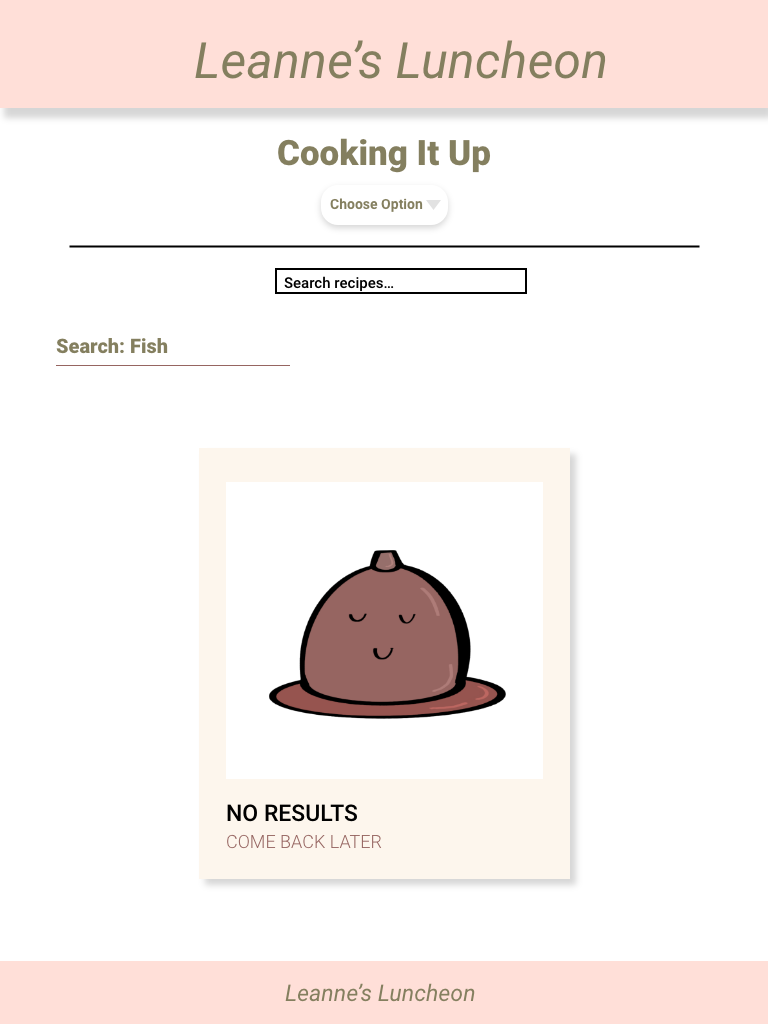 Leanne’s Luncheon
Cooking It Up
Choose Option
Search recipes...
Search: Fish
NO RESULTS
COME BACK LATER
Leanne’s Luncheon